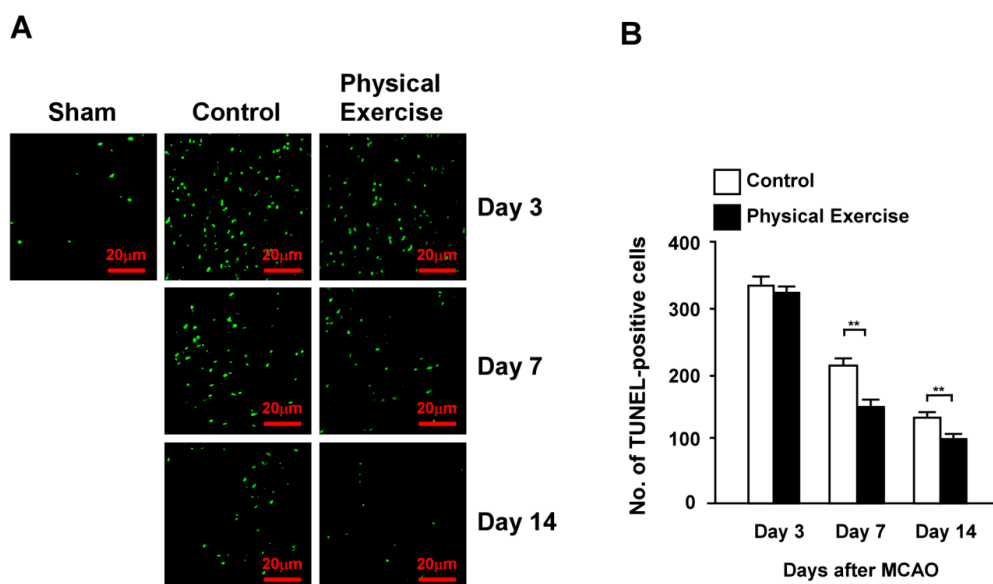 A
Sham
Control
Physical
Exercise
20μm
20μm
20μm
Day 3
20μm
20μm
Day 7
20μm
20μm
Day 14
B
Control
Physical Exercise
No. of TUNEL-positive cells
400
300
200
100
0
**
**
Day 3
Day 7
Day 14
Days after MCAO